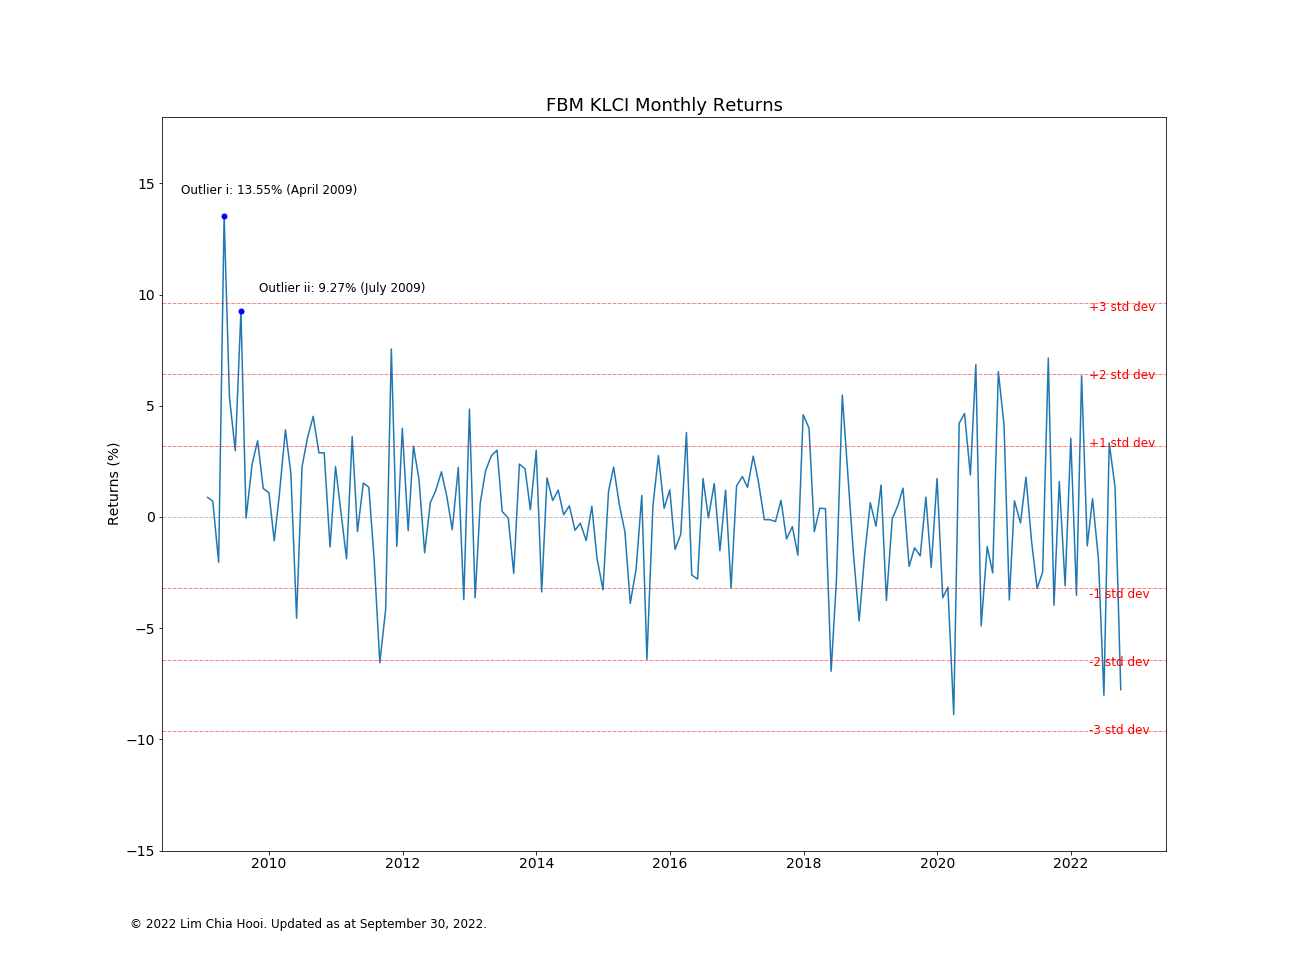 FBM KLCI Monthly Returns
15
Outlier i: 13.55% (April 2009)
Outlier ii: 9.27% (July 2009)
10
+3 std dev
+2 std dev
5
+1 std dev
Returns (%)
0
-1 std dev
−5
-2 std dev
-3 std dev
−10
−15
2010 2012 2014 2016 2018 2020 2022
© 2022 Lim Chia Hooi. Updated as at September 30, 2022.